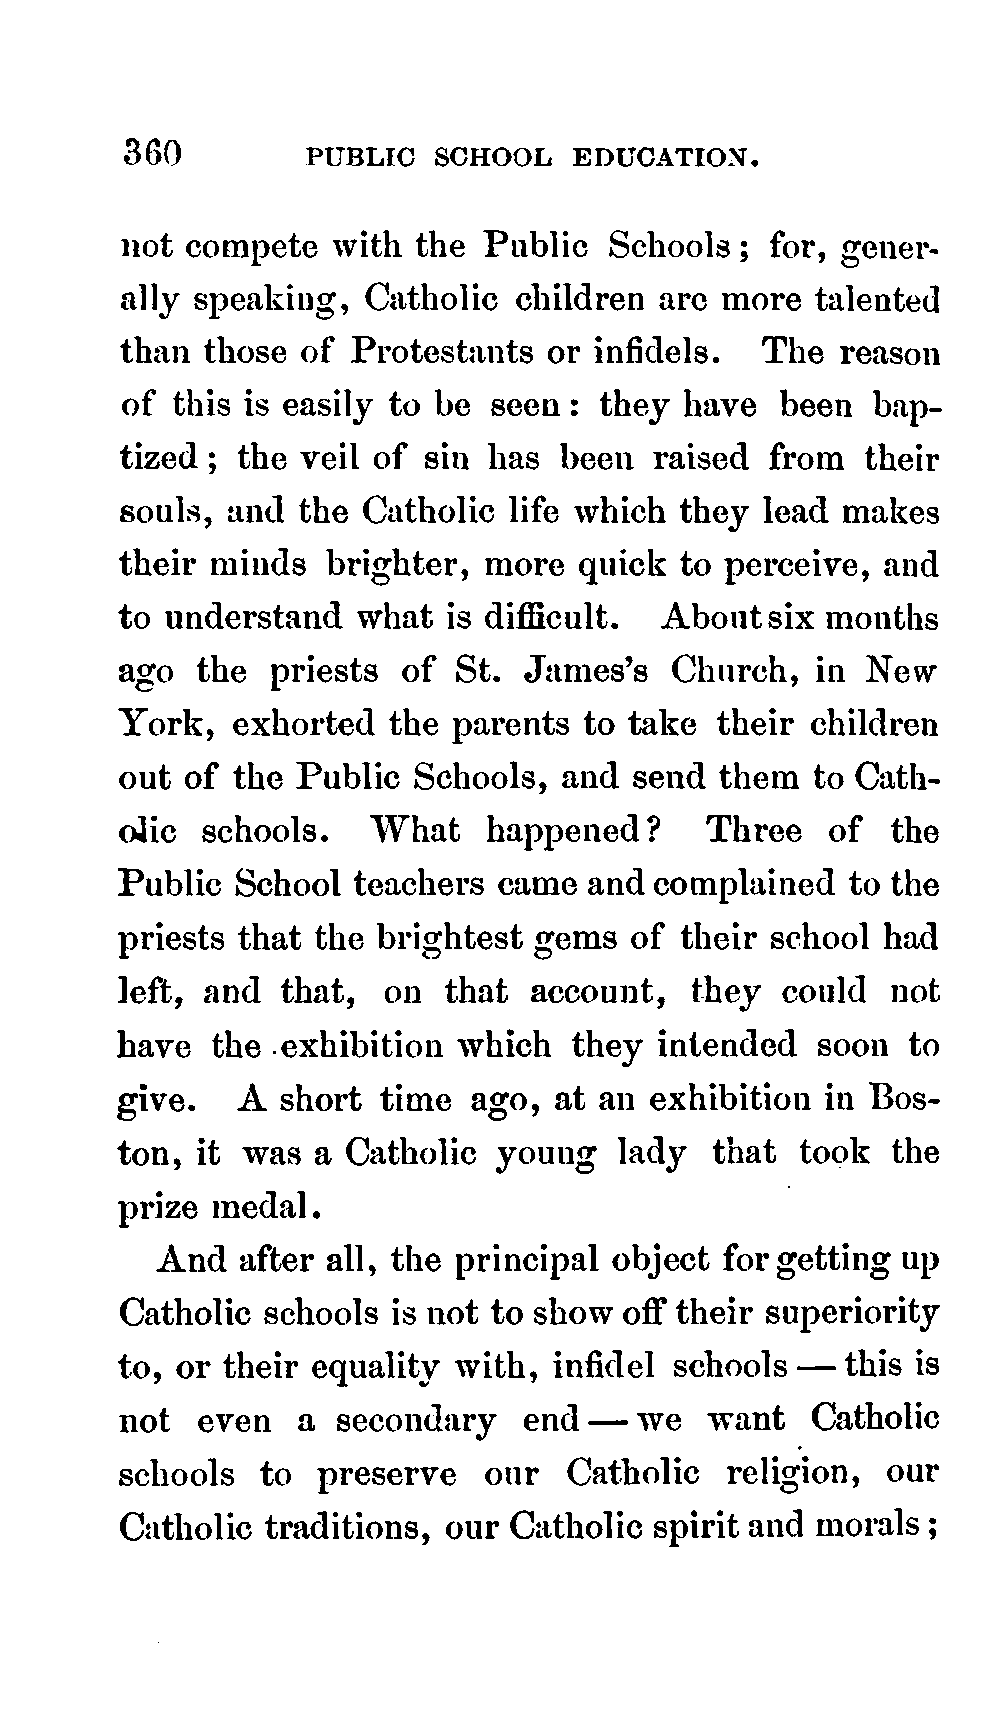 360 PUBLIC SCHOOL EDUCATION.
not compete with the Public Schools; for, gener-
ally speaking, Catholic children are more talented
than those of Protestants or infidels. The reason
of this is easily to be seen: they have been bap-
tized; the veil of sin has been raised from their
souls, and the Catholic life which they lead makes
their minds brighter, more quick to perceive, and
to understand what is difficult. About six months
ago the priests of St. James's Church, in New
York, exhorted the parents to take their children
out of the Public Schools, and send them to Cath-
olic schools. What happened? Three of the
Public School teachers came and complained to the
priests that the brightest gems of their school had
left, and that, on that account, they could not
have the exhibition which they intended soon to
give. A short time ago, at an exhibition in Bos-
ton, it was a Catholic young lady that took the
prize medal.
And after all, the principal object for getting up
Catholic schools is not to show off their superiority
to, or their equality with, infidel schools — this is
not even a secondary end — we want Catholic
schools to preserve our Catholic religion, our
Catholic traditions, our Catholic spirit and morals;